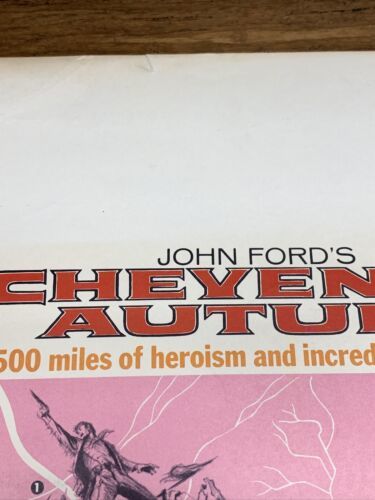 JOHN FORD'S
CHEYEN
AUTU
500 miles of heroism and incred
1